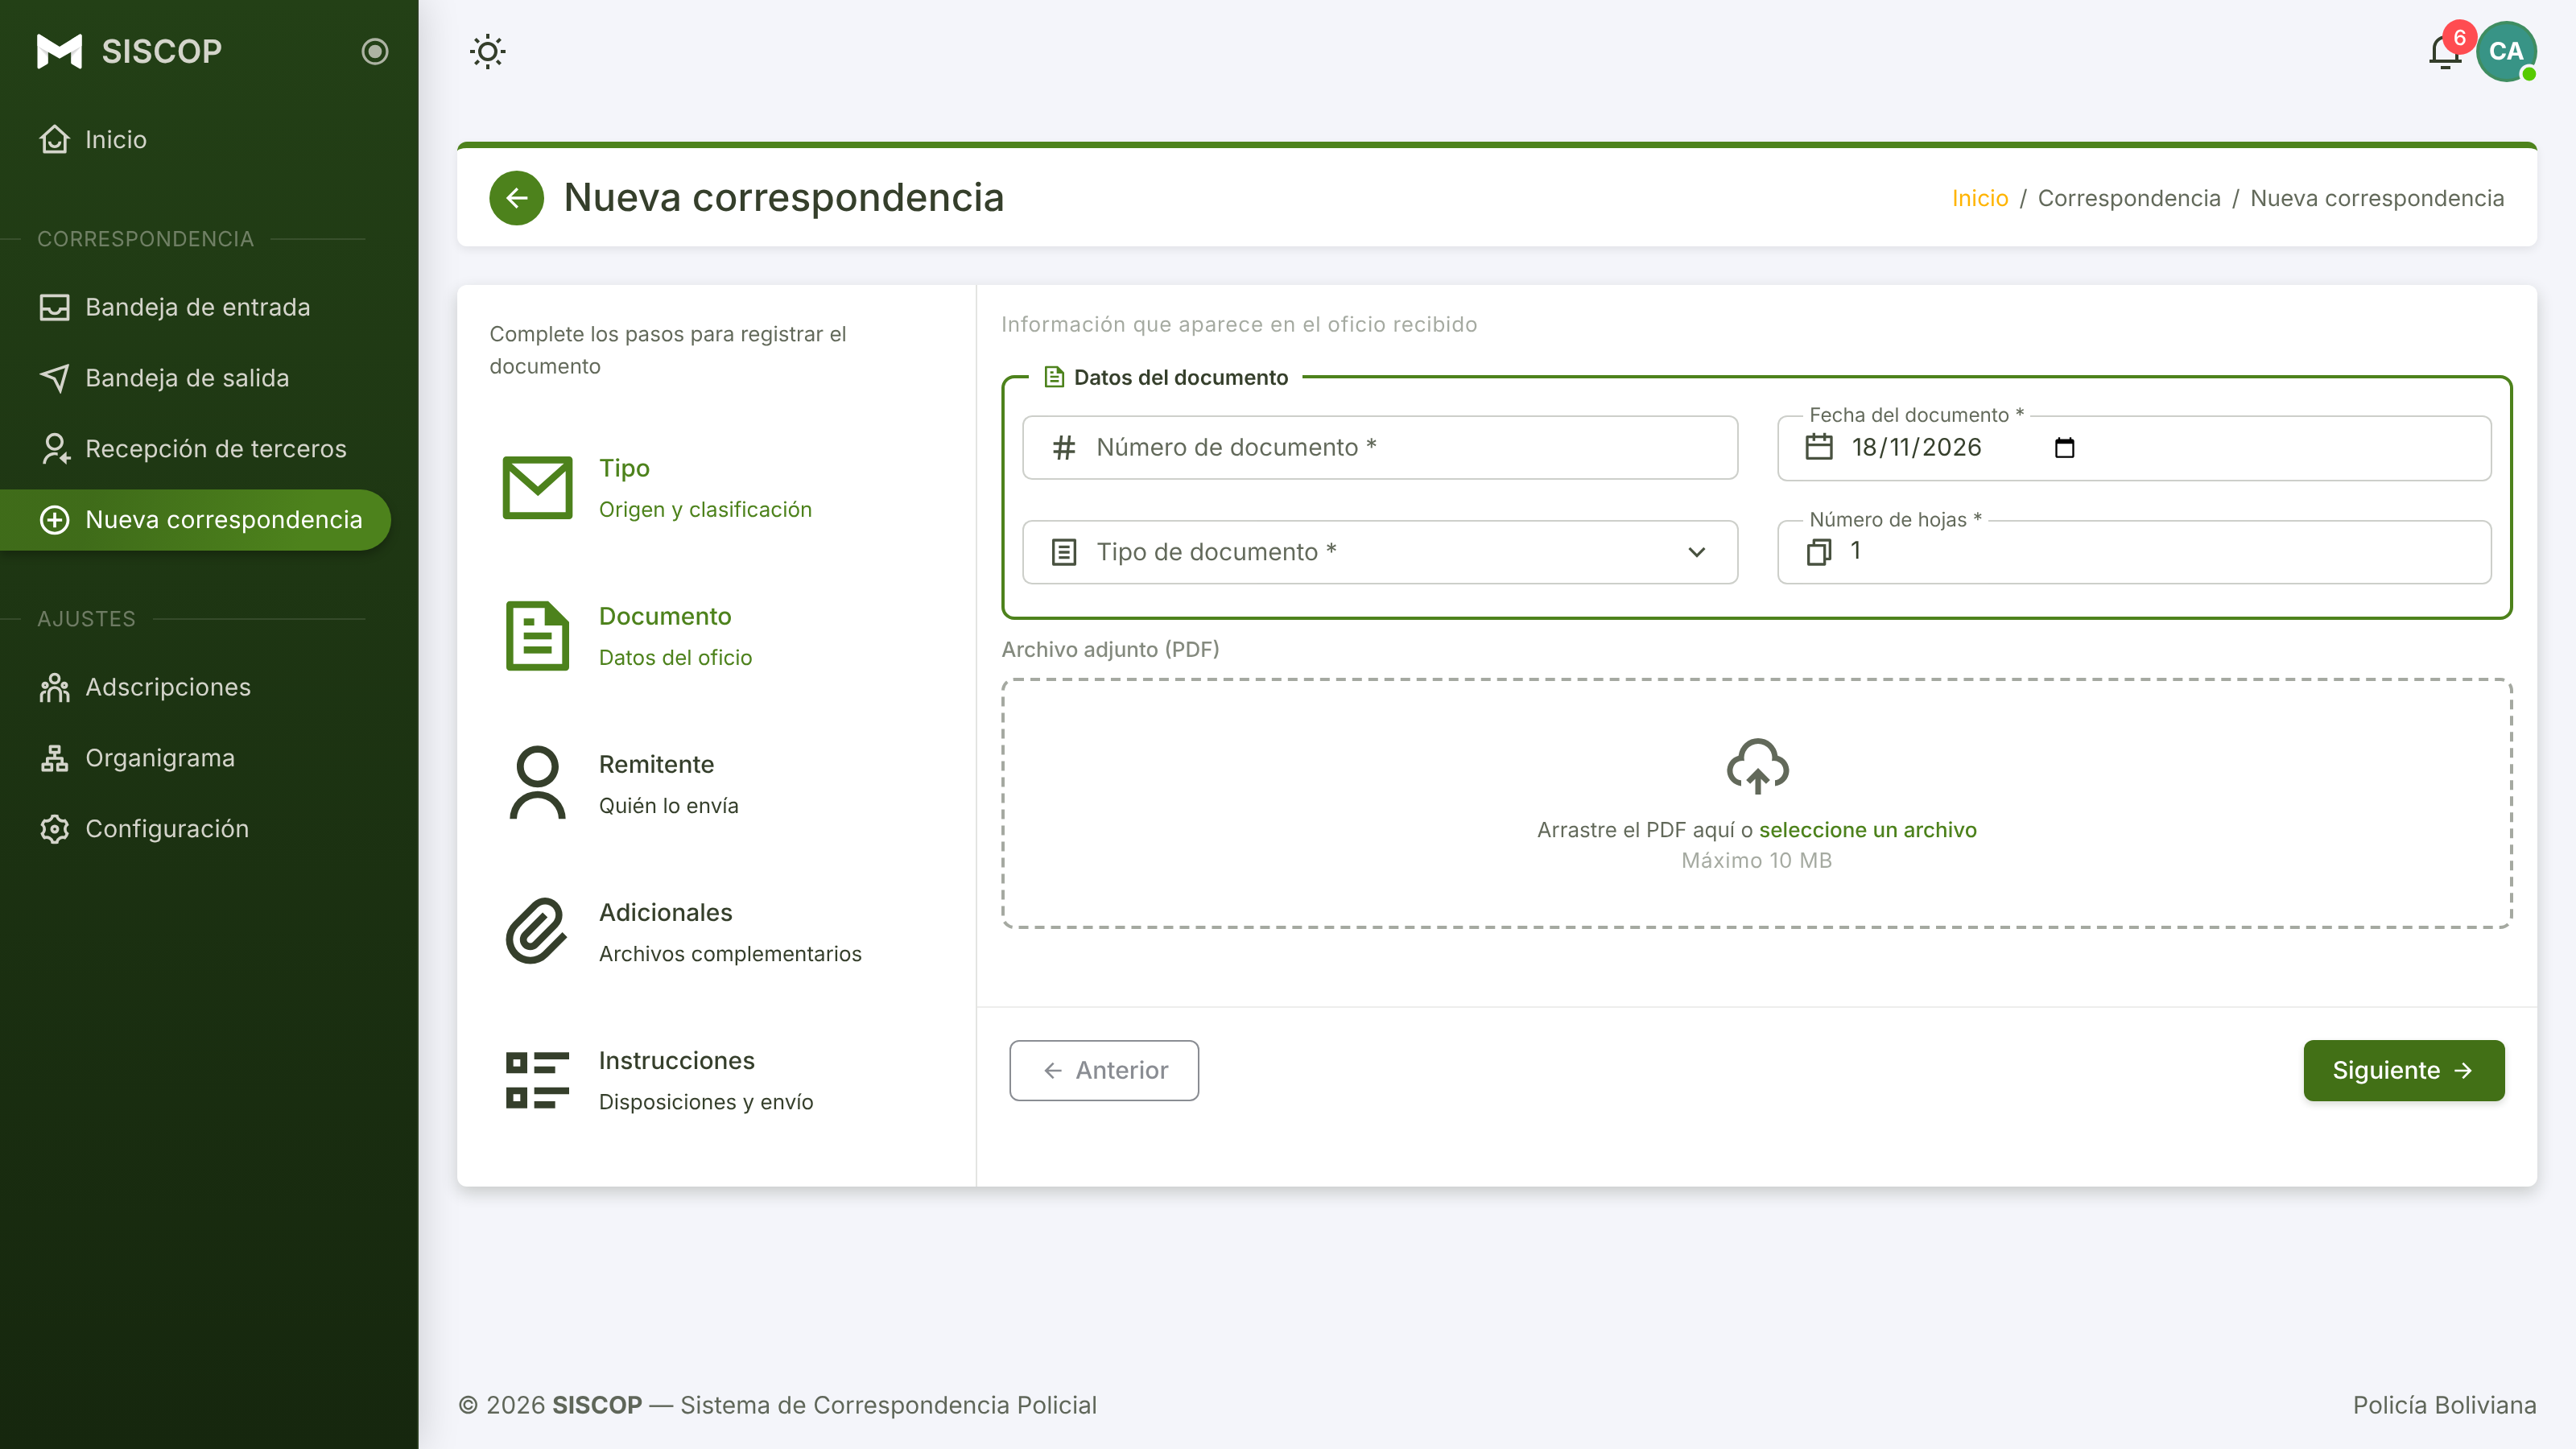 SISCOP
Inicio
CORRESPONDENCIA
Bandeja de entrada
Bandeja de salida
Recepción de terceros
Nueva correspondencia
AJUSTES
Adscripciones
Organigrama
Configuración
6
CA
Nueva correspondencia
Inicio / Correspondencia / Nueva correspondencia
Complete los pasos para registrar el
documento
Tipo
Origen y clasificación
Documento
Datos del oficio
Remitente
Quién lo envía
Adicionales
Archivos complementarios
Instrucciones
Disposiciones y envío
Información que aparece en el oficio recibido
Datos del documento
Número de documento *
Fecha del documento *
18/11/2026
Tipo de documento *
Número de hojas *
1
Archivo adjunto (PDF)
Arrastre el PDF aquí o seleccione un archivo
Máximo 10 MB
Anterior
Siguiente
© 2026 SISCOP — Sistema de Correspondencia Policial
Policía Boliviana